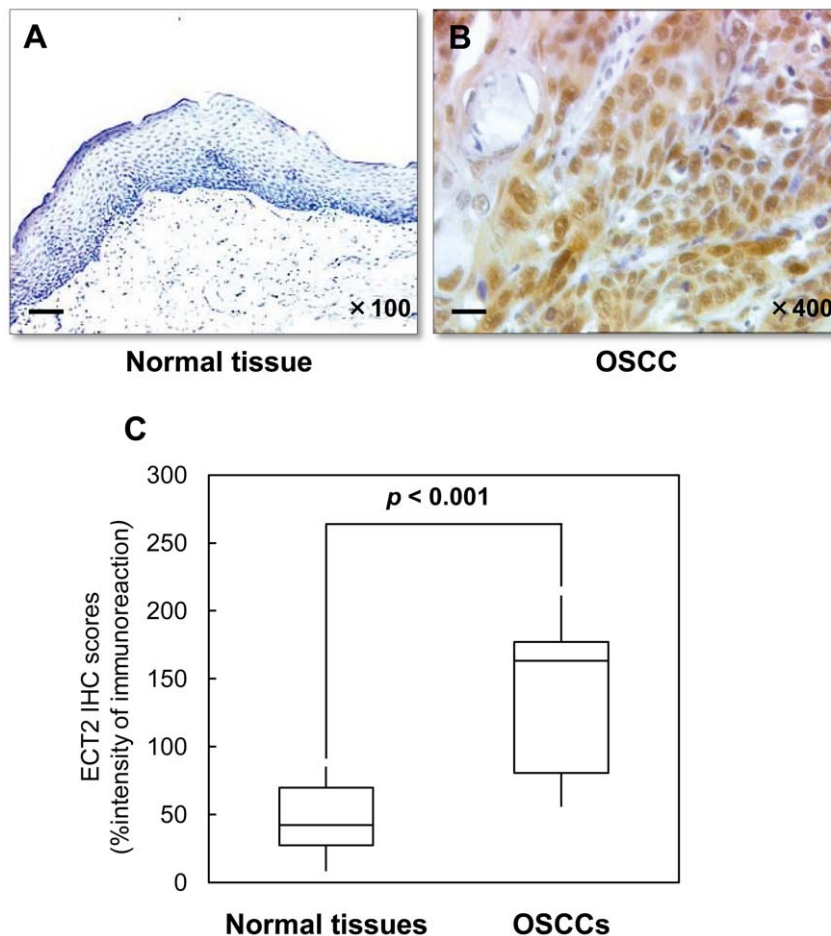 A
B
× 100
× 400
Normal tissue
OSCC
C
300
250
200
150
100
50
0
p < 0.001
ECT2 IHC scores
(%intensity of immunoreaction)
Normal tissues
OSCCs